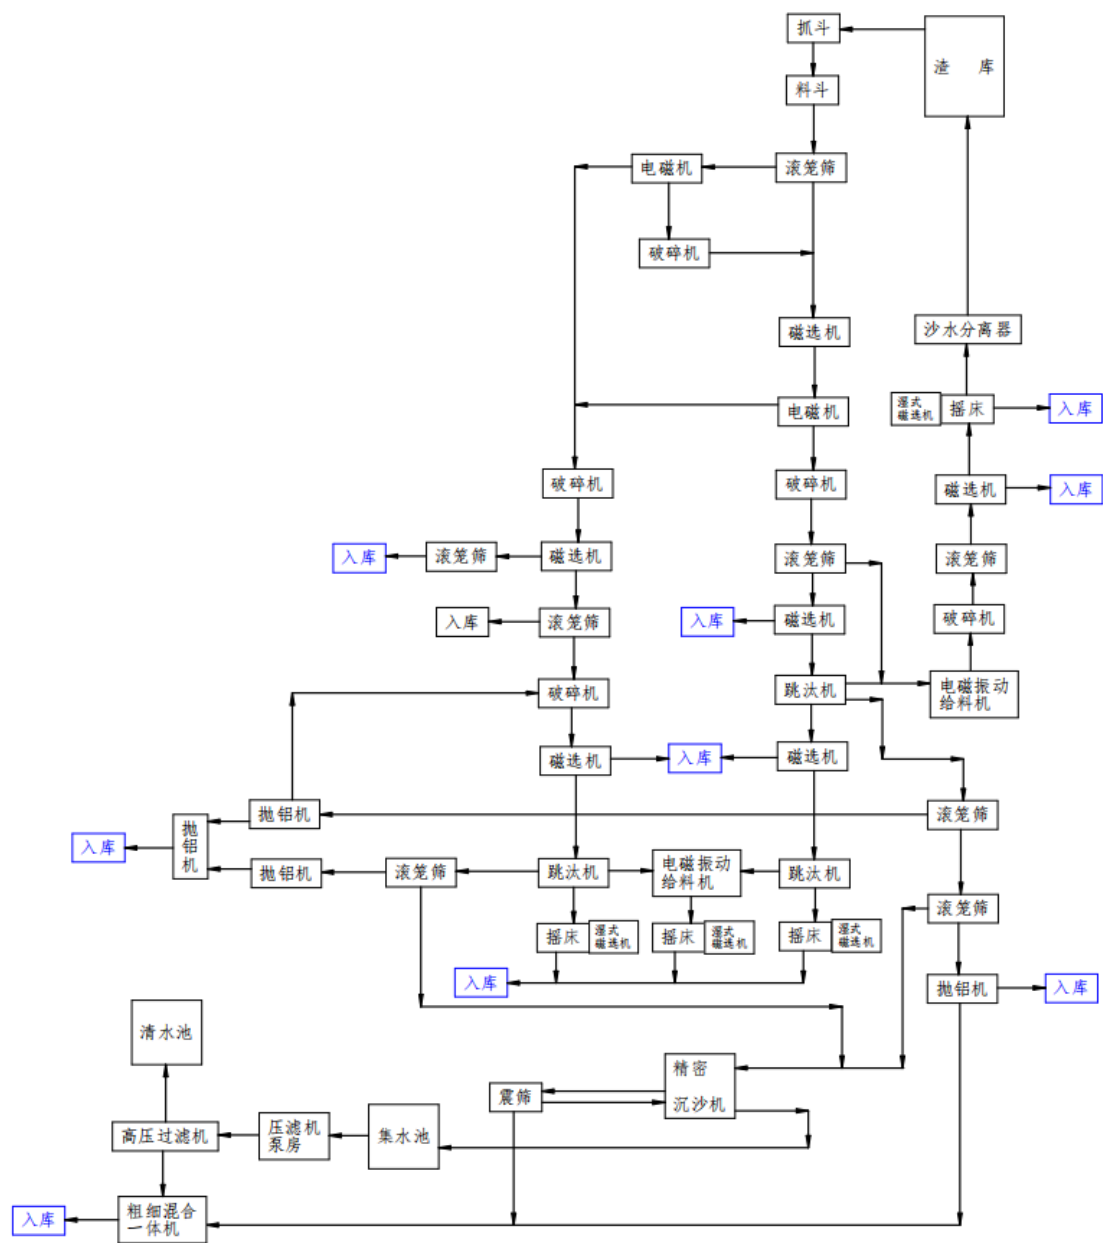 抓斗
渣 库
料斗
电磁机
滚笼筛
破碎机
磁选机
沙水分离器
电磁机
湿式
磁选机
摇床
入库
破碎机
破碎机
磁选机
入库
入库
滚笼筛
磁选机
滚笼筛
滚笼筛
入库
滚笼筛
入库
磁选机
破碎机
破碎机
跳汰机
电磁振动
给料机
磁选机
入库
磁选机
抛铝机
抛
铝
机
滚笼筛
入库
抛铝机
滚笼筛
跳汰机
电磁振动
给料机
跳汰机
滚笼筛
摇床
湿式
磁选机
摇床
湿式
磁选机
摇床
湿式
磁选机
入库
抛铝机
入库
清水池
精密
沉沙机
震筛
高压过滤机
压滤机
泵房
集水池
入库
粗细混合
一体机